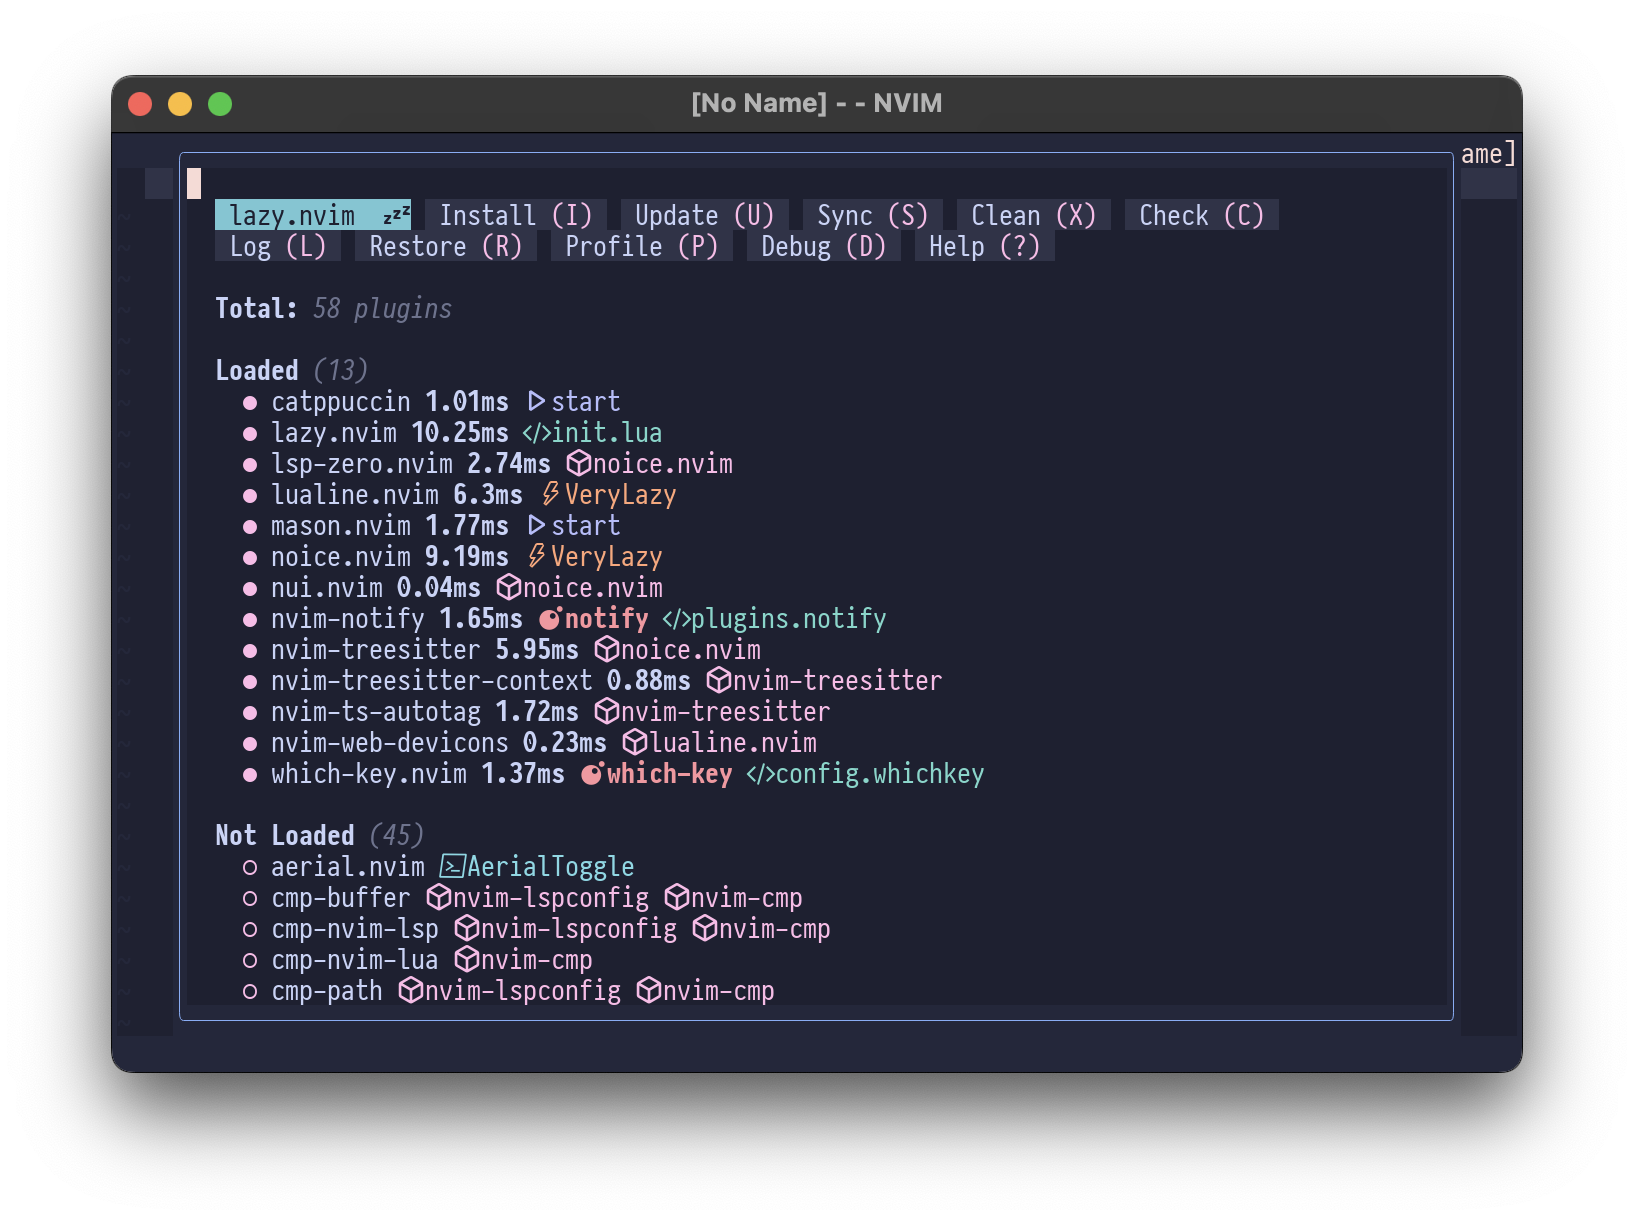 [No Name] - - NVIM
ame]
lazy.nvim zzz Install (I) Update (U) Sync (S) Clean (X) Check (C)
Log (L) Restore (R) Profile (P) Debug (D) Help (?)
Total: 58 plugins
Loaded (13)
● catppuccin 1.01ms start
● lazy.nvim 10.25ms </>init.lua
● lsp-zero.nvim 2.74ms noice.nvim
● lualine.nvim 6.3ms VeryLazy
● mason.nvim 1.77ms start
● noice.nvim 9.19ms VeryLazy
● nui.nvim 0.04ms noice.nvim
● nvim-notify 1.65ms notify </>plugins.notify
● nvim-treesitter 5.95ms noice.nvim
● nvim-treesitter-context 0.88ms nvim-treesitter
● nvim-ts-autotag 1.72ms nvim-treesitter
● nvim-web-devicons 0.23ms lualine.nvim
● which-key.nvim 1.37ms which-key </>config.whichkey
Not Loaded (45)
○ aerial.nvim AerialToggle
○ cmp-buffer nvim-lspconfig nvim-cmp
○ cmp-nvim-lsp nvim-lspconfig nvim-cmp
○ cmp-nvim-lua nvim-cmp
○ cmp-path nvim-lspconfig nvim-cmp